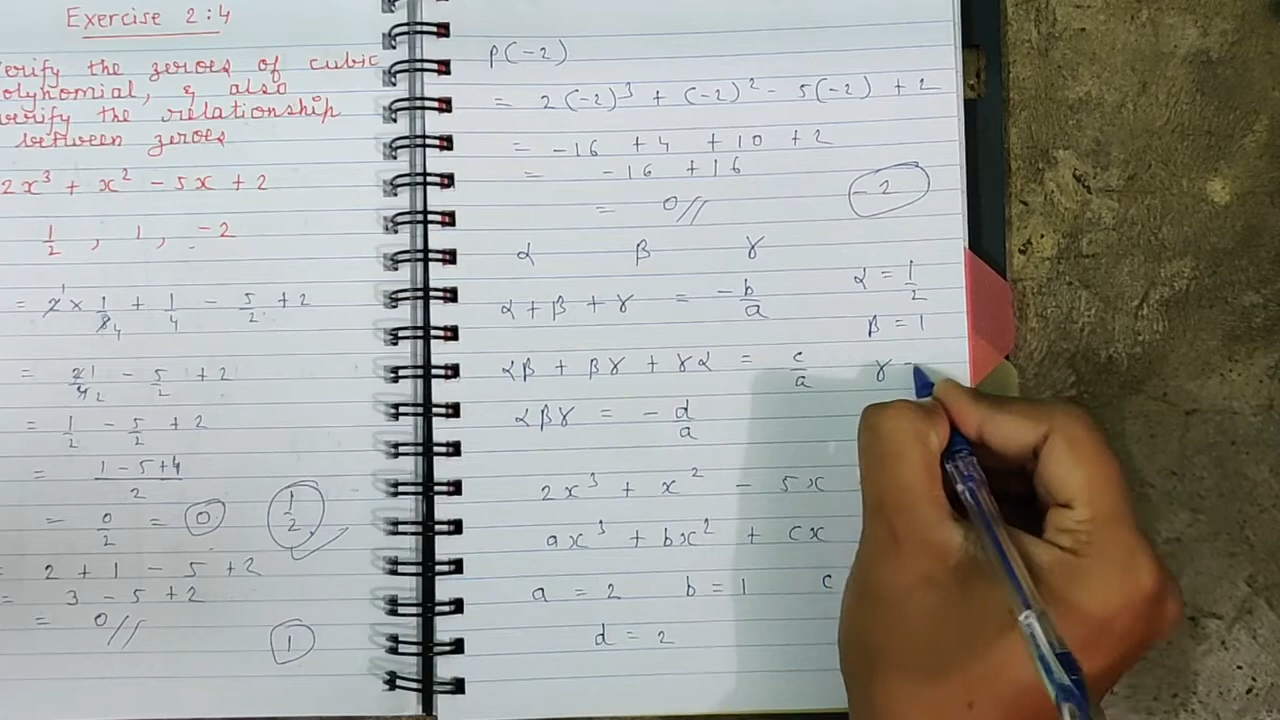 Exercise 2:4
erify the zeroes of cubic
olynomial, & also
verify the relationship
between zeroes
2x³ + x² - 5x + 2
1/2 , 1, -2
= 2 × 1/8 + 1/4 - 5/2 + 2
= 2/4 - 5/2 + 2
= 1/2 - 5/2 + 2
= (1 - 5 + 4)/2
= 0/2 = 0
1/2
= 2 + 1 - 5 + 2
= 3 - 5 + 2
= 0//
1
p(-2)
= 2(-2)³ + (-2)² - 5(-2) + 2
= -16 + 4 + 10 + 2
= -16 + 16
= 0//
-2
α β γ
α + β + γ = -b/a
αβ + βγ + γα = c/a
αβγ = - d/a
α = 1/2
β = 1
γ =
2x³ + x² - 5x
ax³ + bx² + cx
a = 2 b = 1 c
d = 2